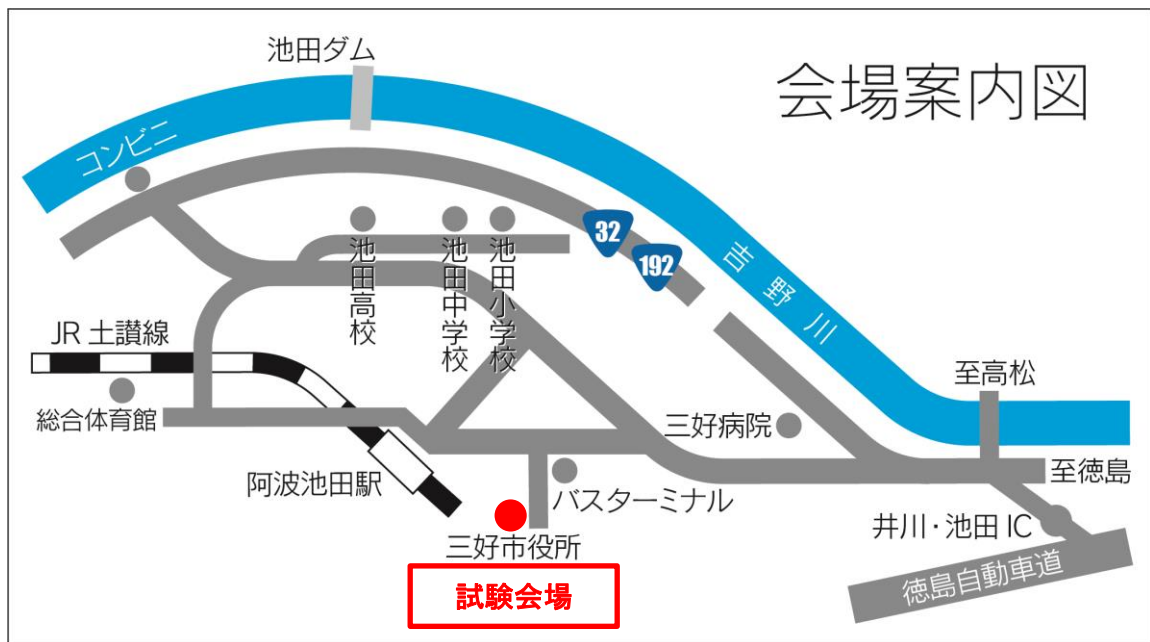 会場案内図
池田ダム
コンビニ
32
192
吉野川
池田高校
池田中学校
池田小学校
JR 土讃線
総合体育館
至高松
三好病院
至徳島
阿波池田駅
バスターミナル
井川・池田 IC
三好市役所
徳島自動車道
試験会場